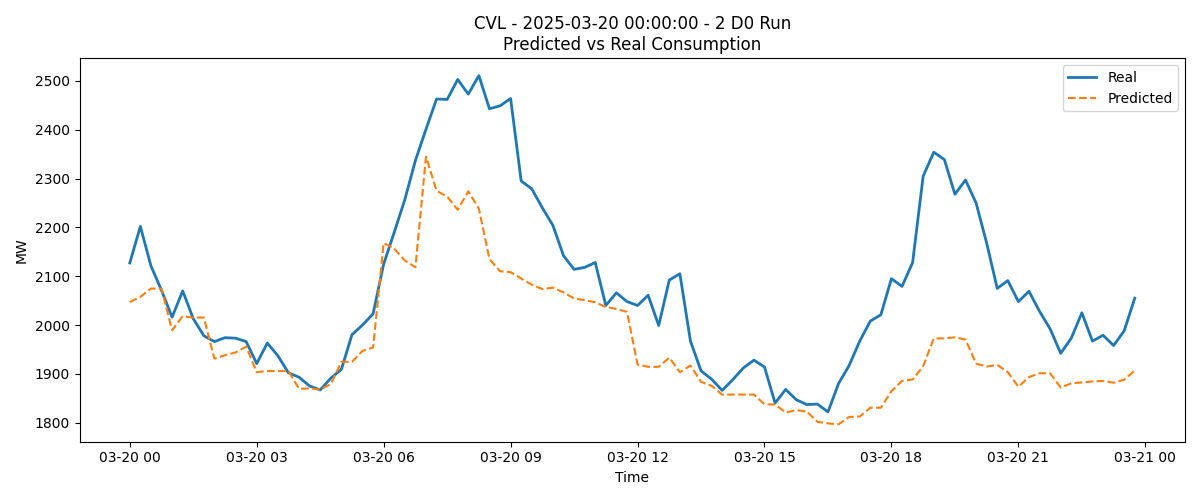 CVL - 2025-03-20 00:00:00 - 2 D0 Run
Predicted vs Real Consumption
Real
Predicted
MW
2500
2400
2300
2200
2100
2000
1900
1800
03-20 00
03-20 03
03-20 06
03-20 09
03-20 12
03-20 15
03-20 18
03-20 21
03-21 00
Time